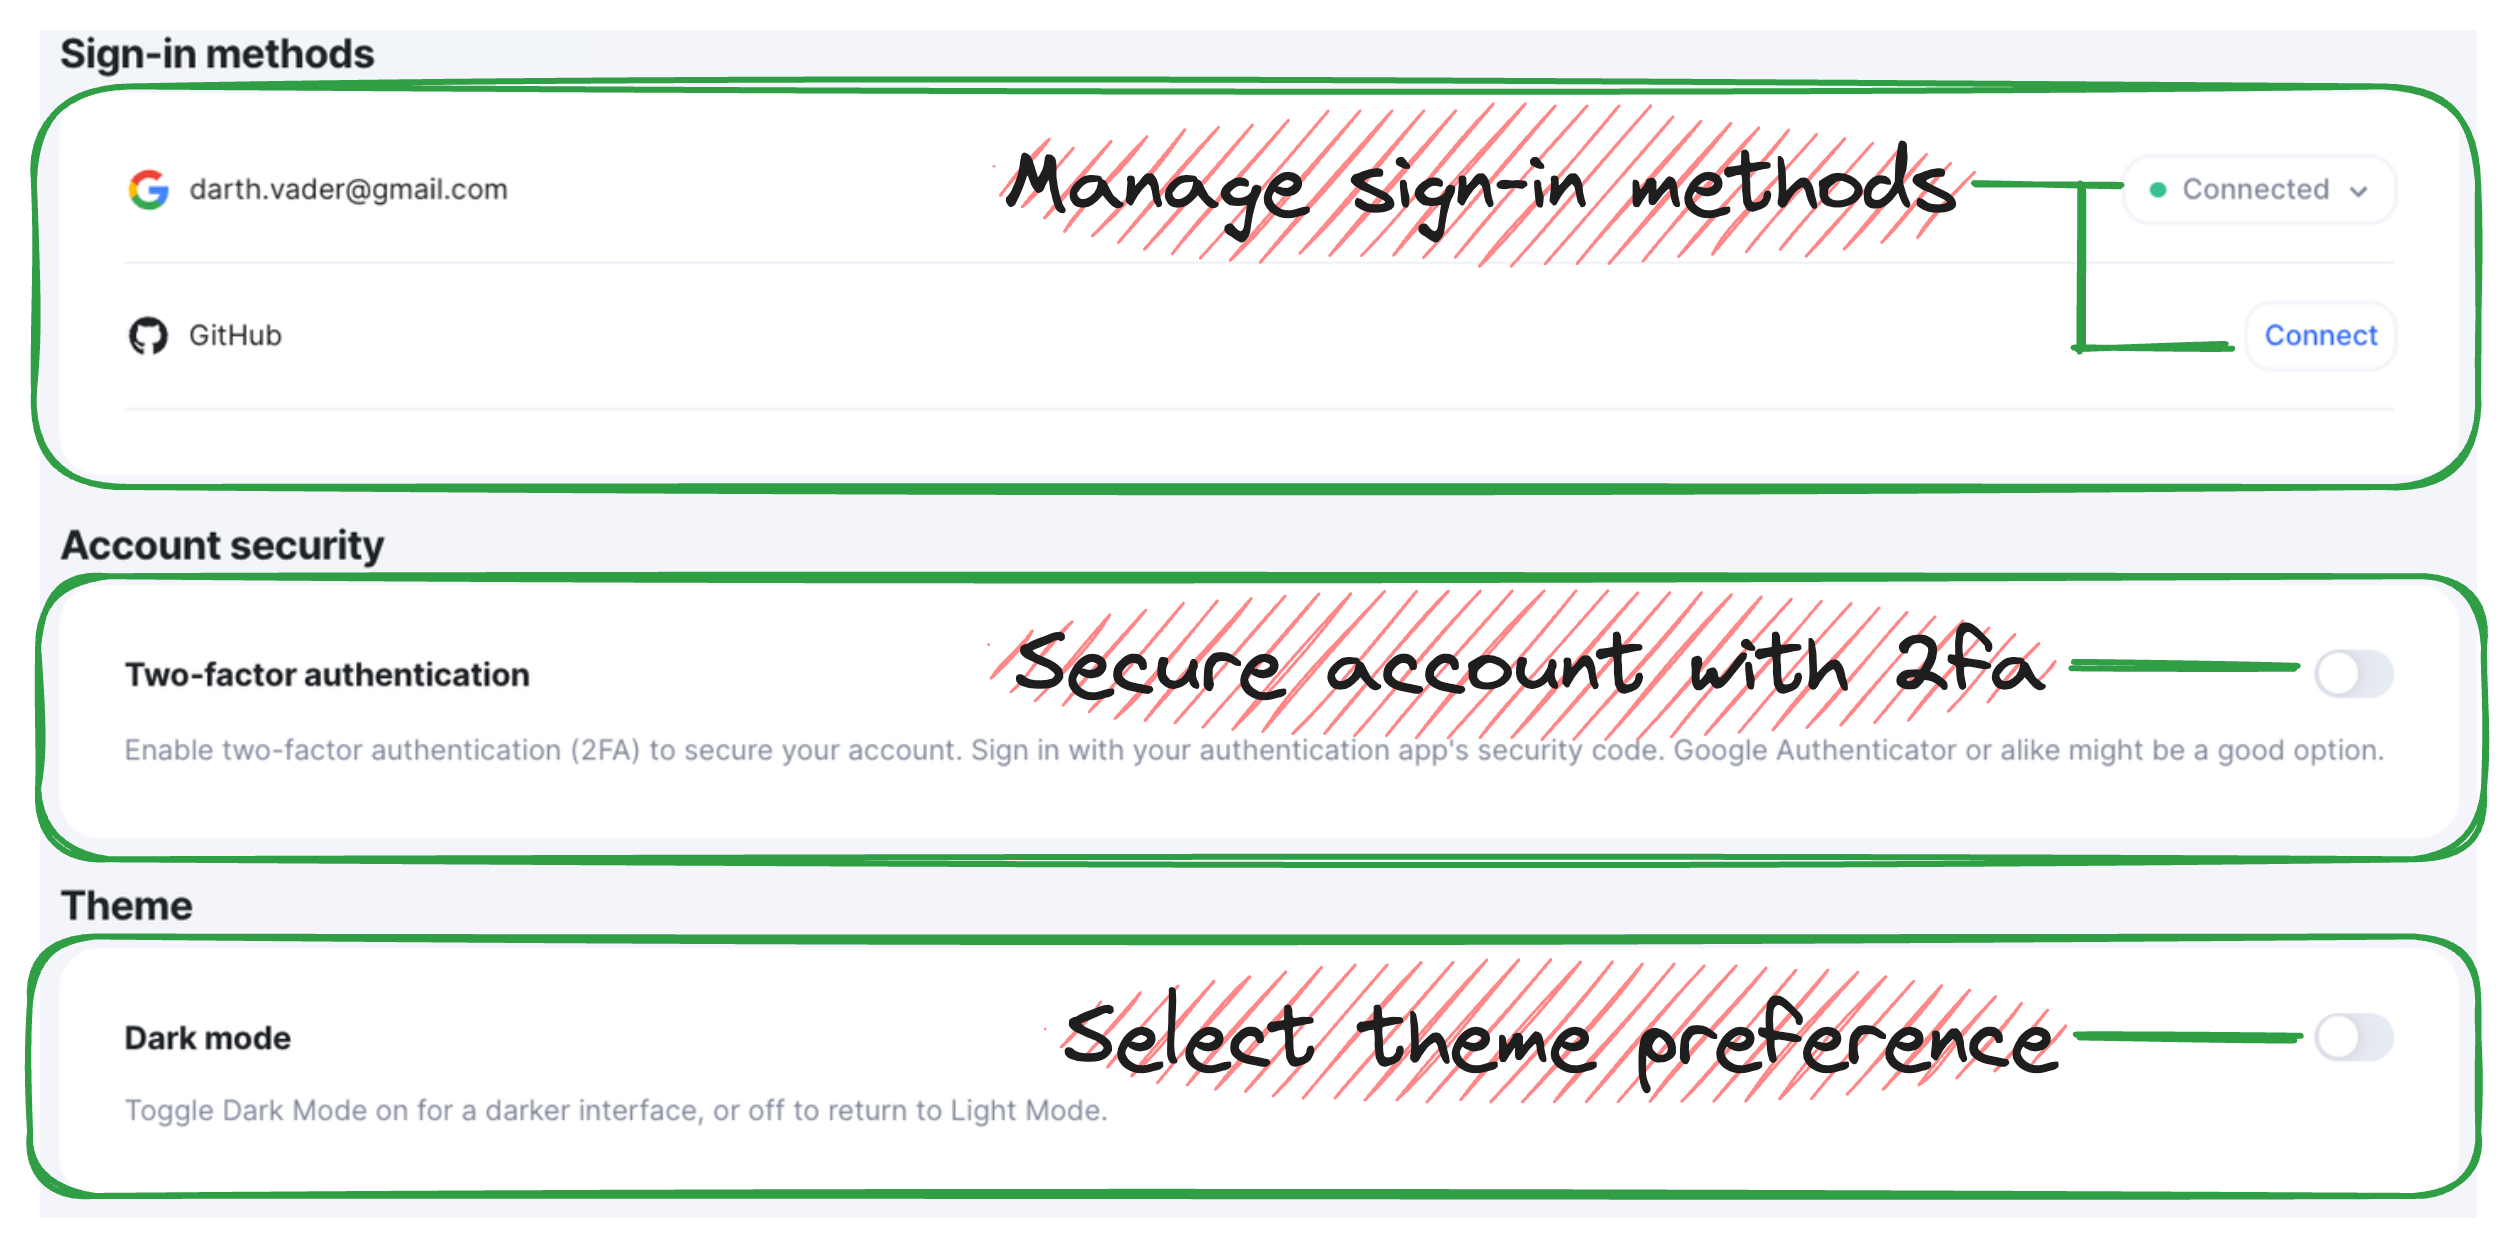 Sign-in methods
darth.vader@gmail.com Manage sign-in methods Connected
GitHub Connect
Account security
Two-factor authentication Secure account with 2fa
Enable two-factor authentication (2FA) to secure your account. Sign in with your authentication app's security code. Google Authenticator or alike might be a good option.
Theme
Dark mode Select theme preference
Toggle Dark Mode on for a darker interface, or off to return to Light Mode.